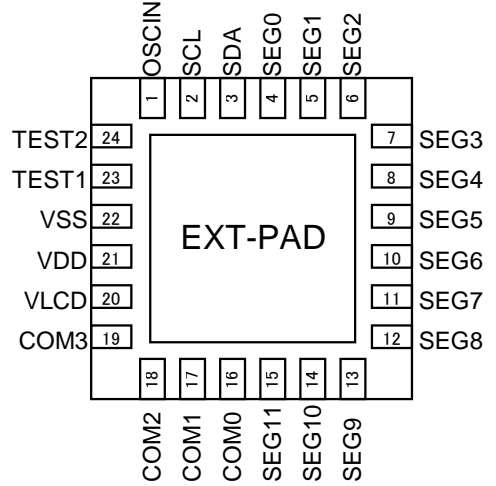 OSCIN
SCL
SDA
SEG0
SEG1
SEG2
1
2
3
4
5
6
TEST2 24
TEST1 23
VSS 22
VDD 21
VLCD 20
COM3 19
EXT-PAD
7 SEG3
8 SEG4
9 SEG5
10 SEG6
11 SEG7
12 SEG8
18
17
16
15
14
13
COM2
COM1
COM0
SEG11
SEG10
SEG9